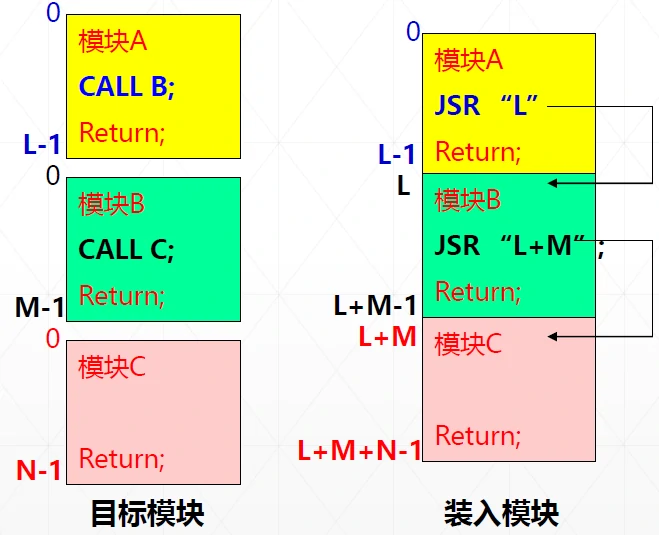 0
模块A
CALL B;
Return;
L-1
0
模块B
CALL C;
Return;
M-1
0
模块C
Return;
N-1
目标模块
0
模块A
JSR “L”
Return;
L-1
L
模块B
JSR “L+M” ;
Return;
L+M-1
L+M
模块C
Return;
L+M+N-1
装入模块